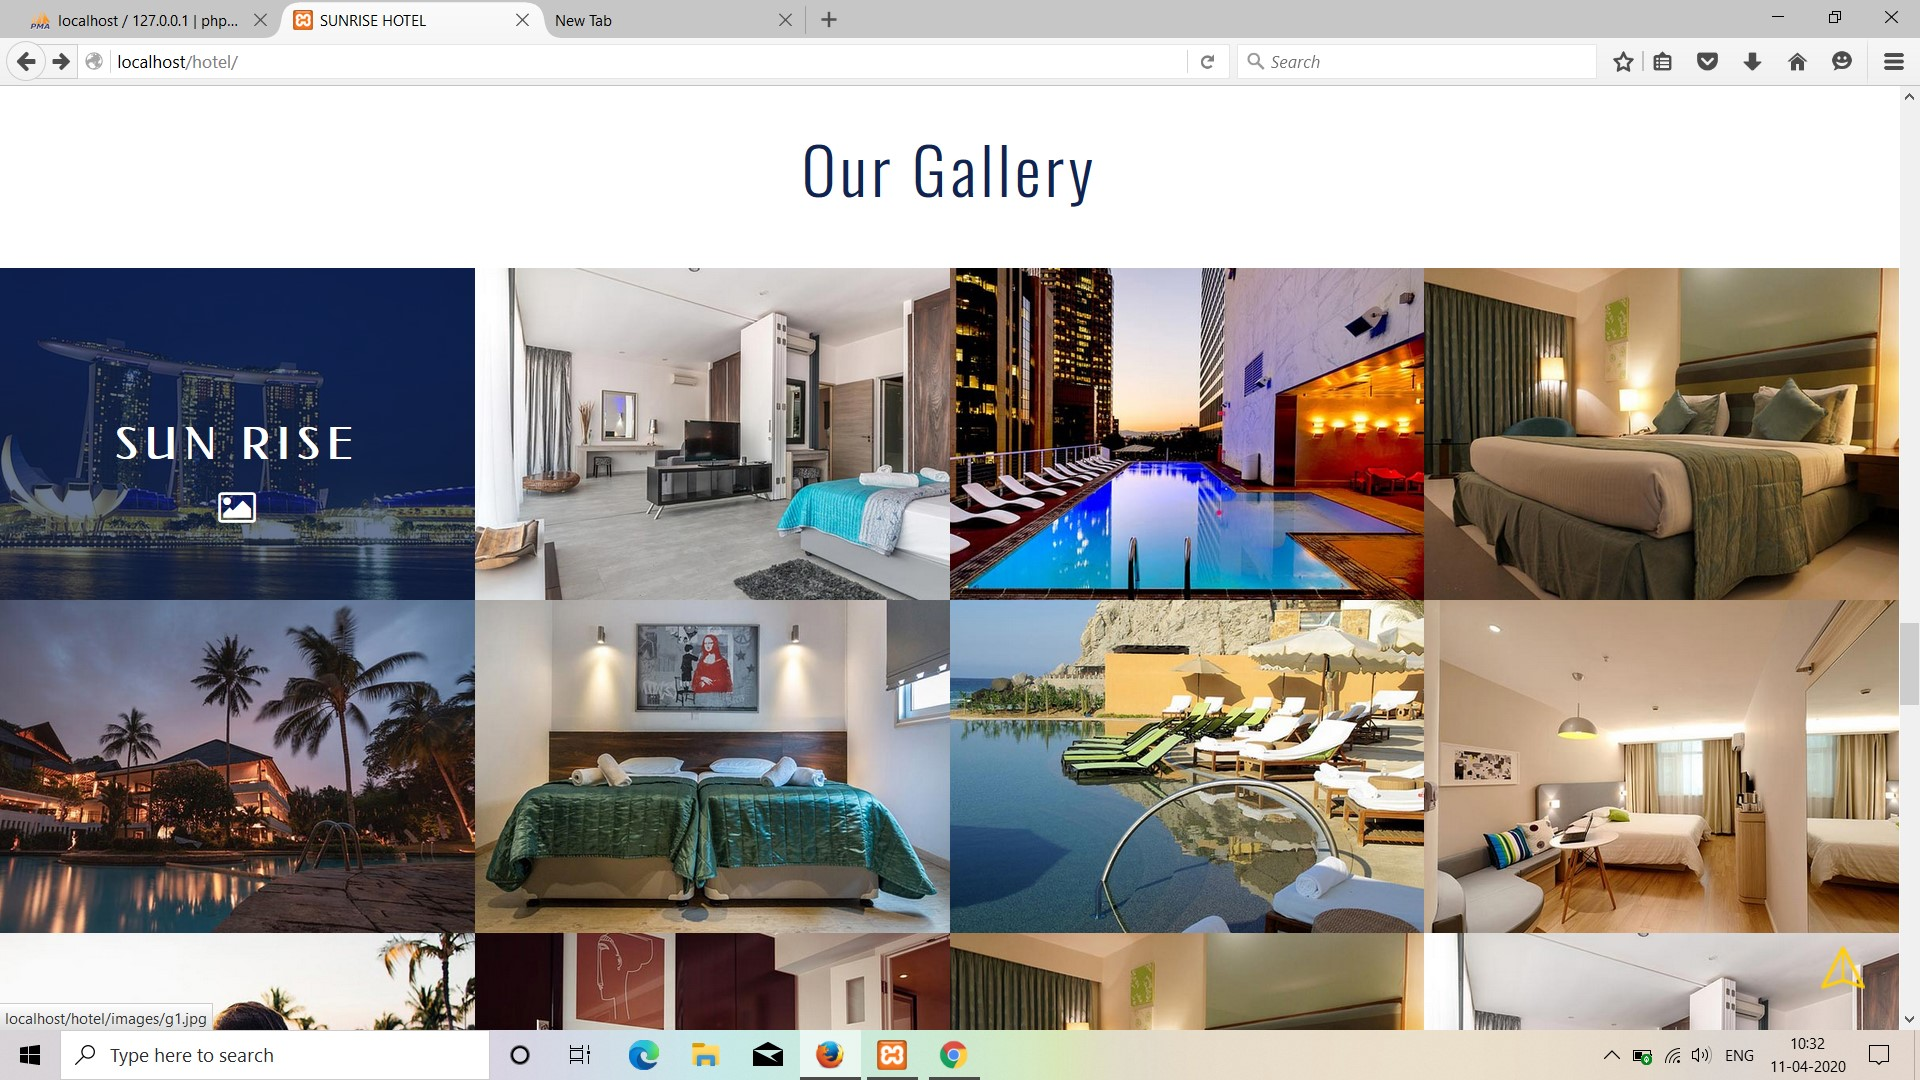 localhost / 127.0.0.1 | php...
SUNRISE HOTEL
New Tab
localhost/hotel/
Search
Our Gallery
SUN RISE
localhost/hotel/images/g1.jpg
Type here to search
ENG
10:32
11-04-2020